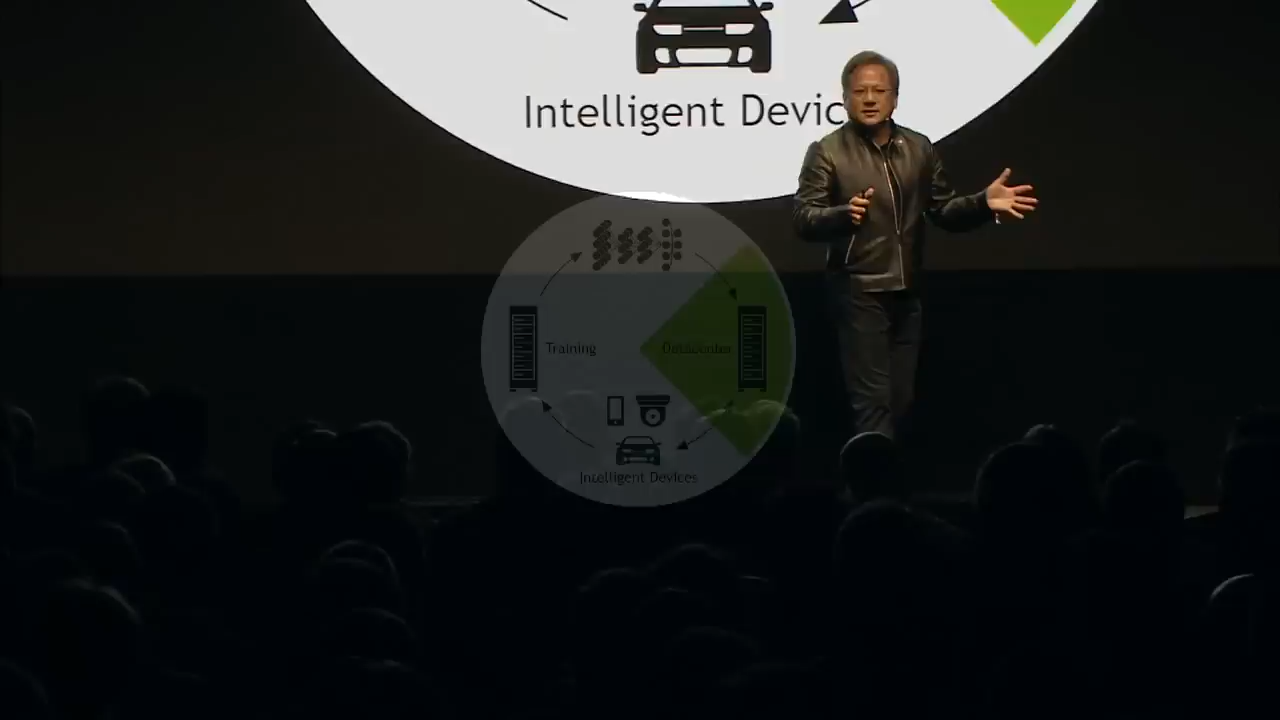 Intelligent Devic
Training
Datacenter
Intelligent Devices